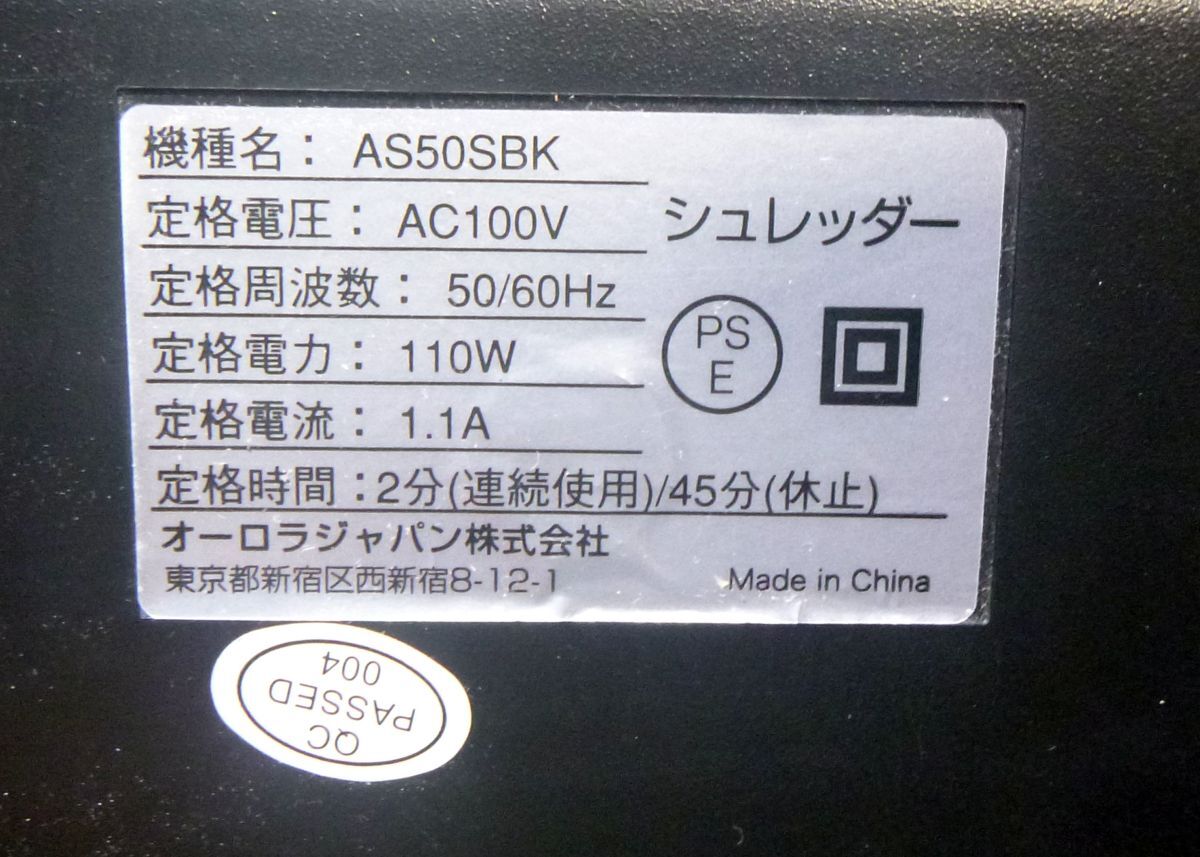 機種名： AS50SBK
定格電圧： AC100V
定格周波数： 50/60Hz
定格電力： 110W
定格電流： 1.1A
定格時間：2分(連続使用)/45分(休止)
シュレッダー
PS
E
オーロラジャパン株式会社
東京都新宿区西新宿8-12-1
Made in China
QC
PASSED
004